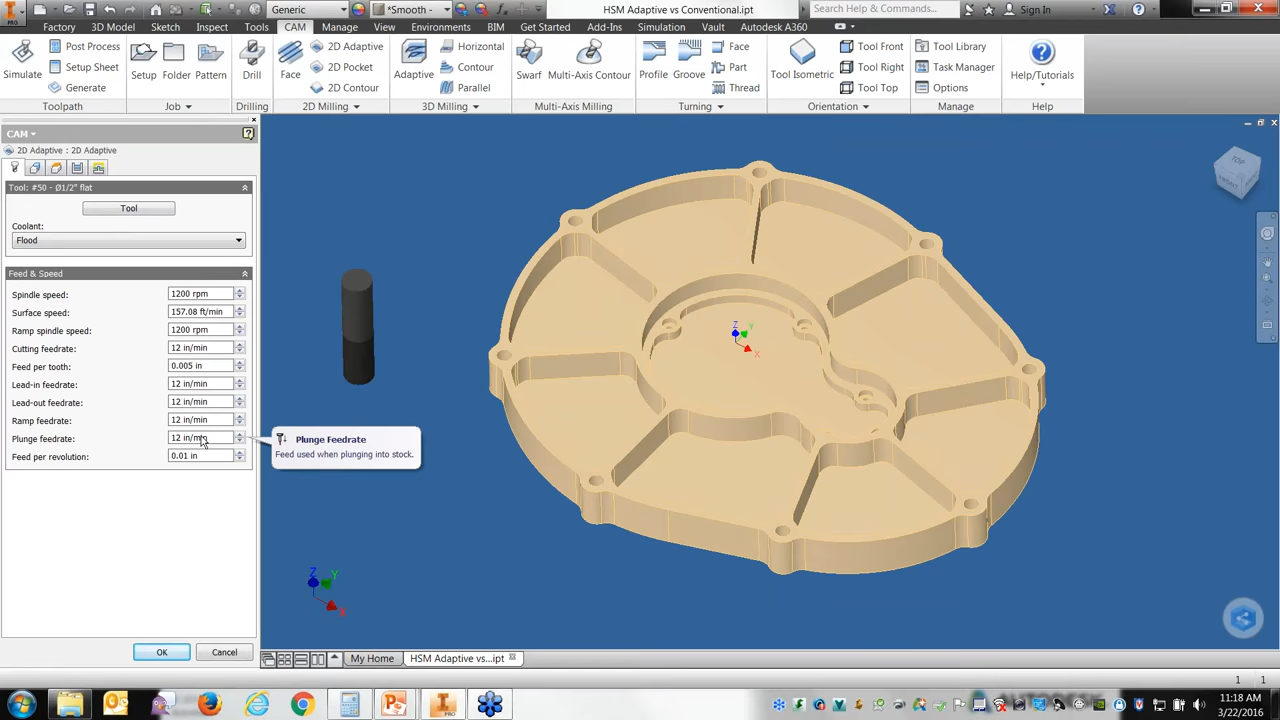 Generic
*Smooth -
HSM Adaptive vs Conventional.ipt
Search Help & Commands...
Sign In
PRO
Factory 3D Model Sketch Inspect Tools CAM Manage View Environments BIM Get Started Add-Ins Simulation Vault Autodesk A360
Simulate
Post Process
Setup Sheet
Generate
Toolpath
Setup
Folder
Pattern
Job
Drill
Drilling
Face
2D Adaptive
2D Pocket
2D Contour
2D Milling
Adaptive
Horizontal
Contour
Parallel
3D Milling
Swarf
Multi-Axis Contour
Multi-Axis Milling
Profile
Groove
Face
Part
Thread
Turning
Tool Isometric
Tool Front
Tool Right
Tool Top
Orientation
Tool Library
Task Manager
Options
Manage
Help/Tutorials
Help
CAM
2D Adaptive : 2D Adaptive
Tool: #50 - Ø1/2" flat
Tool
Coolant:
Flood
Feed & Speed
Spindle speed: 1200 rpm
Surface speed: 157.08 ft/min
Ramp spindle speed: 1200 rpm
Cutting feedrate: 12 in/min
Feed per tooth: 0.005 in
Lead-in feedrate: 12 in/min
Lead-out feedrate: 12 in/min
Ramp feedrate: 12 in/min
Plunge feedrate: 12 in/min
Feed per revolution: 0.01 in
Plunge Feedrate
Feed used when plunging into stock.
OK
Cancel
TOP
FRONT
Z
Y
X
Z
Y
X
My Home
HSM Adaptive vs....ipt
1 1
11:18 AM
3/22/2016